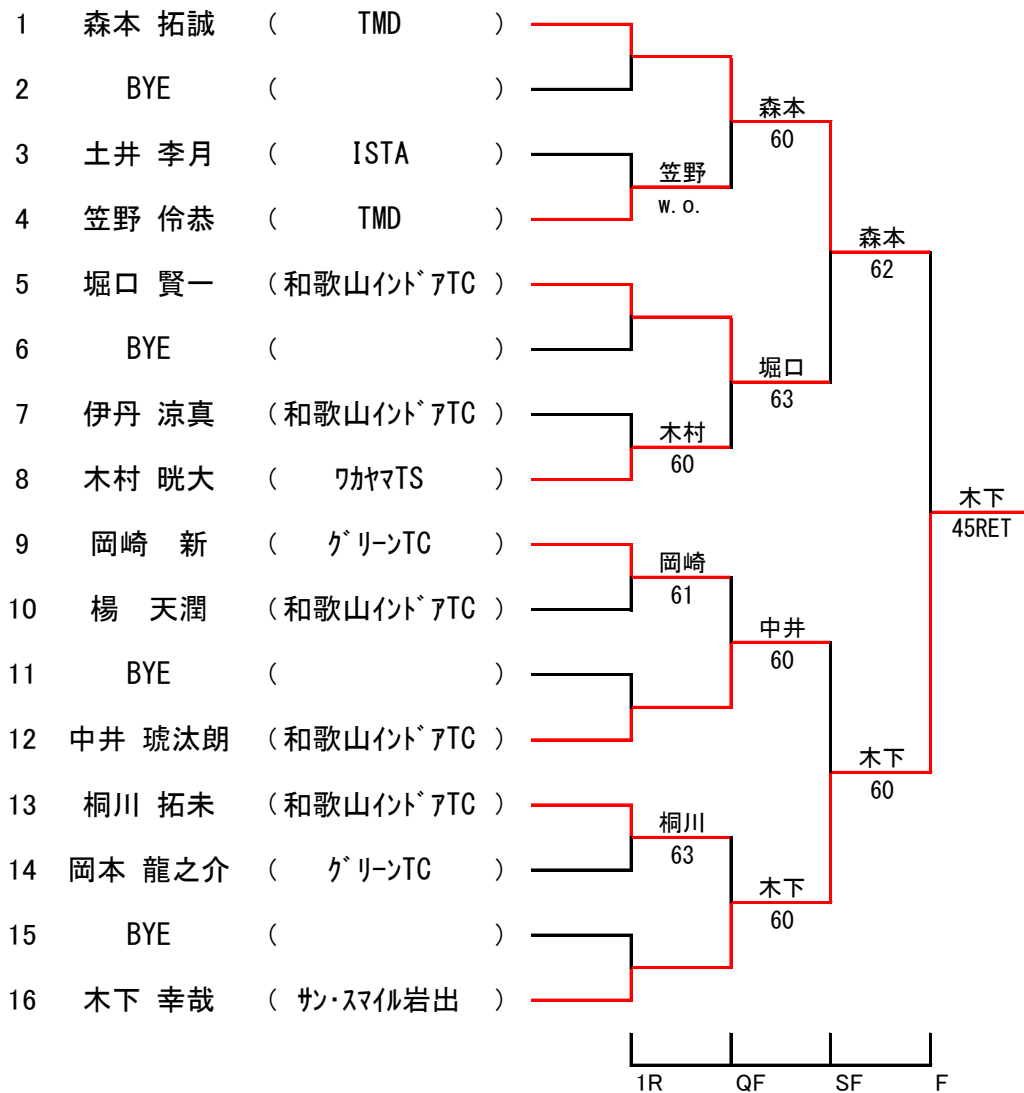 1 森本 拓誠 ( TMD )
2 BYE ( )
3 土井 李月 ( ISTA )
4 笠野 伶恭 ( TMD )
5 堀口 賢一 ( 和歌山ｲﾝﾄﾞｱTC )
6 BYE ( )
7 伊丹 涼真 ( 和歌山ｲﾝﾄﾞｱTC )
8 木村 晄大 ( ﾜｶﾔﾏTS )
9 岡崎 新 ( ｸﾞﾘｰﾝTC )
10 楊 天潤 ( 和歌山ｲﾝﾄﾞｱTC )
11 BYE ( )
12 中井 琥汰朗 ( 和歌山ｲﾝﾄﾞｱTC )
13 桐川 拓未 ( 和歌山ｲﾝﾄﾞｱTC )
14 岡本 龍之介 ( ｸﾞﾘｰﾝTC )
15 BYE ( )
16 木下 幸哉 ( ｻﾝ･ｽﾏｲﾙ岩出 )
笠野
w.o.
木村
60
岡崎
61
桐川
63
森本
60
堀口
63
中井
60
木下
60
森本
62
木下
60
木下
45RET
1R QF SF F